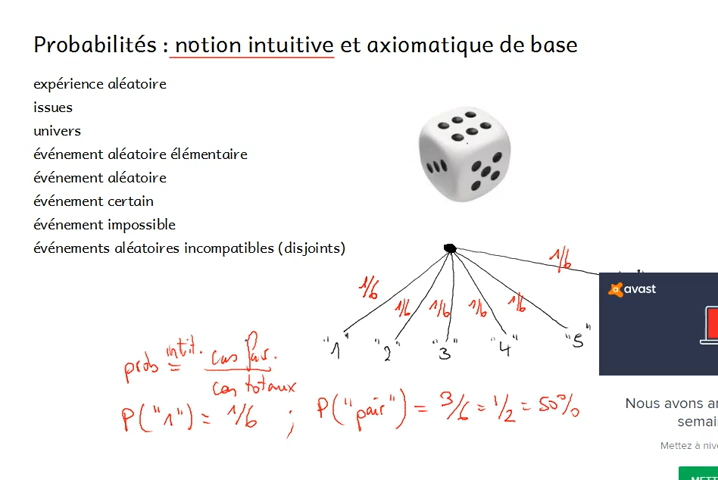 Probabilités : notion intuitive et axiomatique de base
expérience aléatoire
issues
univers
événement aléatoire élémentaire
événement aléatoire
événement certain
événement impossible
événements aléatoires incompatibles (disjoints)
1/6
1/6 1/6 1/6 1/6 1/6
"1" "2" "3" "4" "5"
avast
prob intuit. = cas fav. / cas totaux
P("1") = 1/6 ; P("pair") = 3/6 = 1/2 = 50%
Nous avons
semai
Mettez à
METT